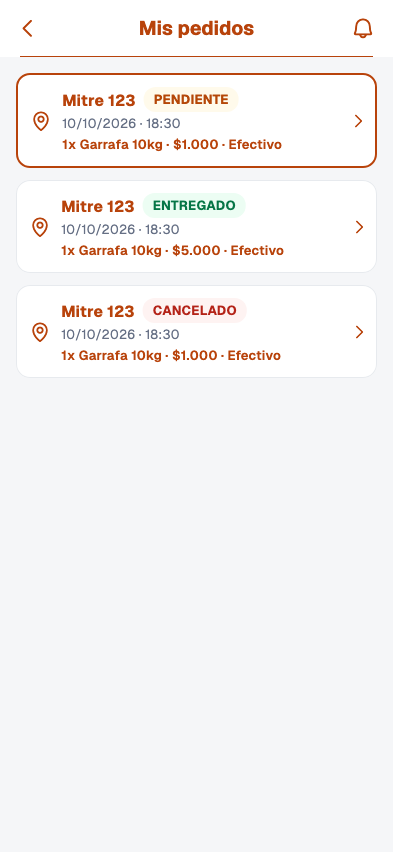 Mis pedidos
Mitre 123 PENDIENTE
10/10/2026 · 18:30
1x Garrafa 10kg · $1.000 · Efectivo
Mitre 123 ENTREGADO
10/10/2026 · 18:30
1x Garrafa 10kg · $5.000 · Efectivo
Mitre 123 CANCELADO
10/10/2026 · 18:30
1x Garrafa 10kg · $1.000 · Efectivo